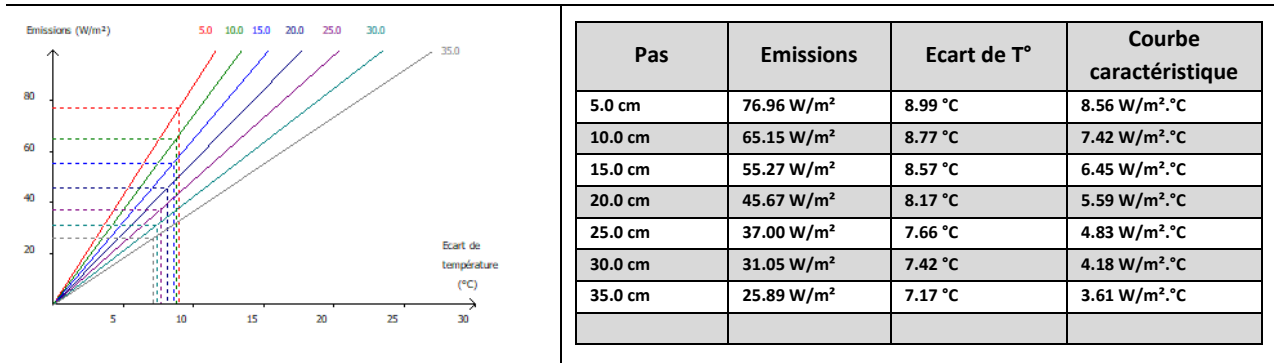 Emissions (W/m²)
5.0 10.0 15.0 20.0 25.0 30.0
35.0
80
60
40
20
Ecart de
température
(°C)
5 10 15 20 25 30
Pas Emissions Ecart de T° Courbe caractéristique
5.0 cm 76.96 W/m² 8.99 °C 8.56 W/m².°C
10.0 cm 65.15 W/m² 8.77 °C 7.42 W/m².°C
15.0 cm 55.27 W/m² 8.57 °C 6.45 W/m².°C
20.0 cm 45.67 W/m² 8.17 °C 5.59 W/m².°C
25.0 cm 37.00 W/m² 7.66 °C 4.83 W/m².°C
30.0 cm 31.05 W/m² 7.42 °C 4.18 W/m².°C
35.0 cm 25.89 W/m² 7.17 °C 3.61 W/m².°C